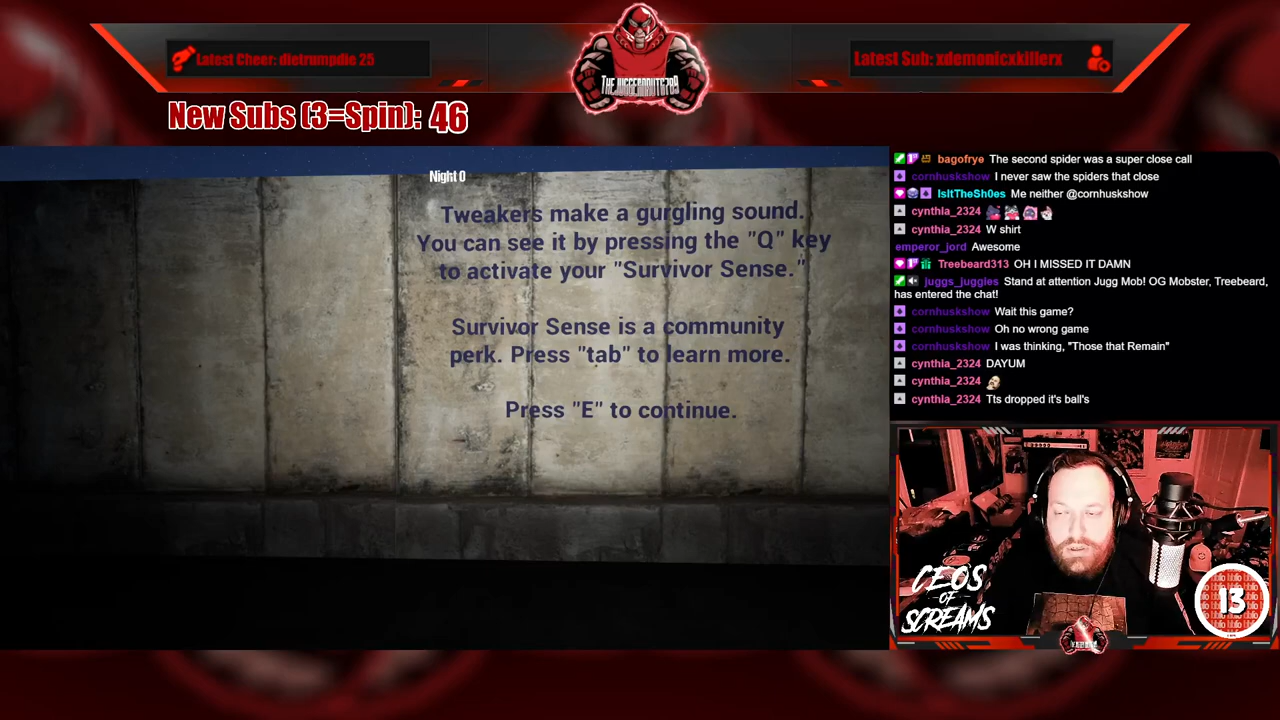 Latest Cheer: dietrumpdie 25
THEJUGGERNAUT6789
Latest Sub: xdemonicxkillerx
New Subs (3=Spin): 46
Night 0
Tweakers make a gurgling sound.
You can see it by pressing the "Q" key
to activate your "Survivor Sense."
Survivor Sense is a community
perk. Press "tab" to learn more.
Press "E" to continue.
bagofrye The second spider was a super close call
cornhuskshow I never saw the spiders that close
IsItTheSh0es Me neither @cornhuskshow
cynthia_2324
cynthia_2324 W shirt
emperor_jord Awesome
Treebeard313 OH I MISSED IT DAMN
juggs_juggies Stand at attention Jugg Mob! OG Mobster, Treebeard,
has entered the chat!
cornhuskshow Wait this game?
cornhuskshow Oh no wrong game
cornhuskshow I was thinking, "Those that Remain"
cynthia_2324 DAYUM
cynthia_2324
cynthia_2324 Tts dropped it's ball's
CEOS
OF
SCREAMS
13